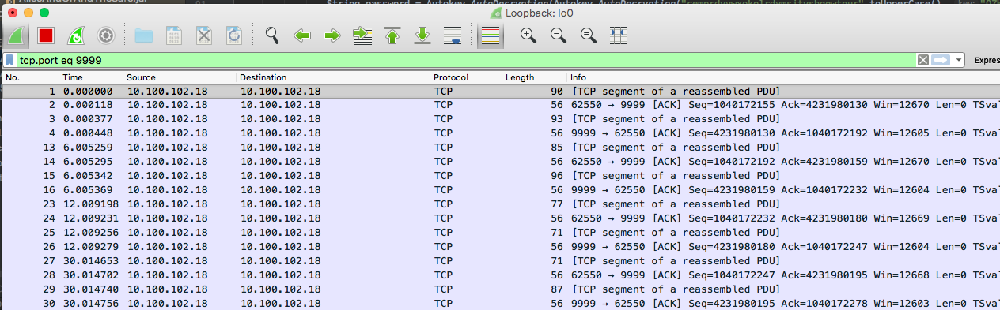 Loopback: lo0
tcp.port eq 9999
Expres
No. Time Source Destination Protocol Length Info
1 0.000000 10.100.102.18 10.100.102.18 TCP 90 [TCP segment of a reassembled PDU]
2 0.000118 10.100.102.18 10.100.102.18 TCP 56 62550 → 9999 [ACK] Seq=1040172155 Ack=4231980130 Win=12670 Len=0 TSval
3 0.000377 10.100.102.18 10.100.102.18 TCP 93 [TCP segment of a reassembled PDU]
4 0.000448 10.100.102.18 10.100.102.18 TCP 56 9999 → 62550 [ACK] Seq=4231980130 Ack=1040172192 Win=12605 Len=0 TSval
13 6.005259 10.100.102.18 10.100.102.18 TCP 85 [TCP segment of a reassembled PDU]
14 6.005295 10.100.102.18 10.100.102.18 TCP 56 62550 → 9999 [ACK] Seq=1040172192 Ack=4231980159 Win=12670 Len=0 TSval
15 6.005342 10.100.102.18 10.100.102.18 TCP 96 [TCP segment of a reassembled PDU]
16 6.005369 10.100.102.18 10.100.102.18 TCP 56 9999 → 62550 [ACK] Seq=4231980159 Ack=1040172232 Win=12604 Len=0 TSval
23 12.009198 10.100.102.18 10.100.102.18 TCP 77 [TCP segment of a reassembled PDU]
24 12.009231 10.100.102.18 10.100.102.18 TCP 56 62550 → 9999 [ACK] Seq=1040172232 Ack=4231980180 Win=12669 Len=0 TSval
25 12.009256 10.100.102.18 10.100.102.18 TCP 71 [TCP segment of a reassembled PDU]
26 12.009279 10.100.102.18 10.100.102.18 TCP 56 9999 → 62550 [ACK] Seq=4231980180 Ack=1040172247 Win=12604 Len=0 TSval
27 30.014653 10.100.102.18 10.100.102.18 TCP 71 [TCP segment of a reassembled PDU]
28 30.014702 10.100.102.18 10.100.102.18 TCP 56 62550 → 9999 [ACK] Seq=1040172247 Ack=4231980195 Win=12668 Len=0 TSval
29 30.014740 10.100.102.18 10.100.102.18 TCP 87 [TCP segment of a reassembled PDU]
30 30.014756 10.100.102.18 10.100.102.18 TCP 56 9999 → 62550 [ACK] Seq=4231980195 Ack=1040172278 Win=12603 Len=0 TSval